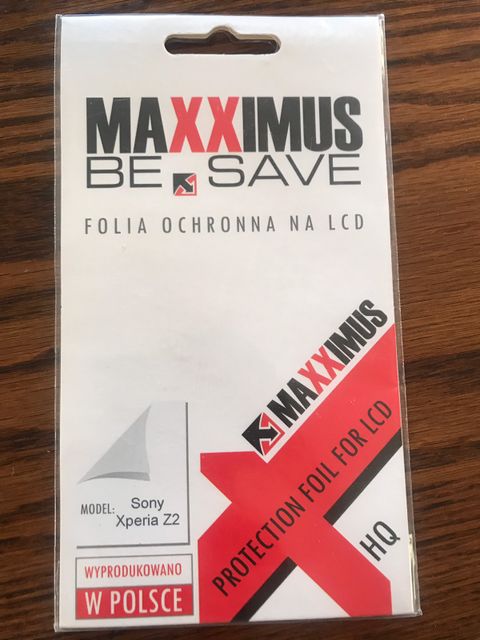 MAXXIMUS
BE SAVE
FOLIA OCHRONNA NA LCD
MAXXIMUS
PROTECTION FOIL FOR LCD
HQ
MODEL: Sony
Xperia Z2
WYPRODUKOWANO
W POLSCE